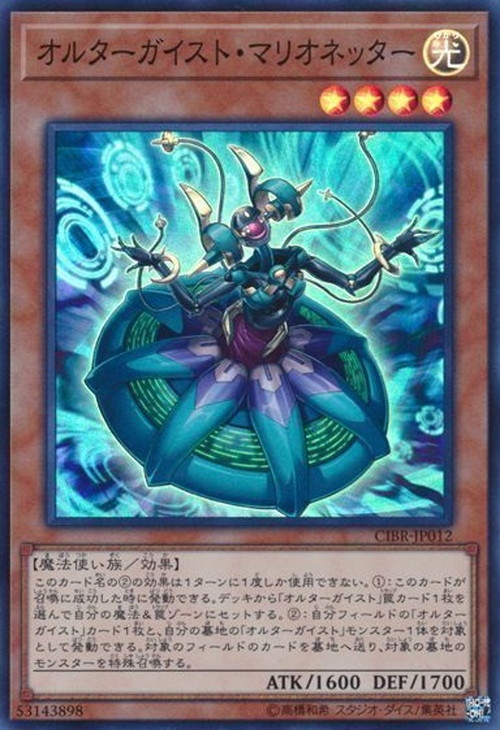 オルターガイスト・マリオネッター
光
CIBR-JP012
【魔法使い族／効果】
このカード名の②の効果は1ターンに1度しか使用できない。①：このカードが
召喚に成功した時に発動できる。デッキから「オルターガイスト」罠カード1枚を
選んで自分の魔法＆罠ゾーンにセットする。②：自分フィールドの「オルター
ガイスト」カード1枚と、自分の墓地の「オルターガイスト」モンスター1体を対象
として発動できる。対象のフィールドのカードを墓地へ送り、対象の墓地の
モンスターを特殊召喚する。
ATK/1600 DEF/1700
53143898 ©高橋和希 スタジオ・ダイス/集英社